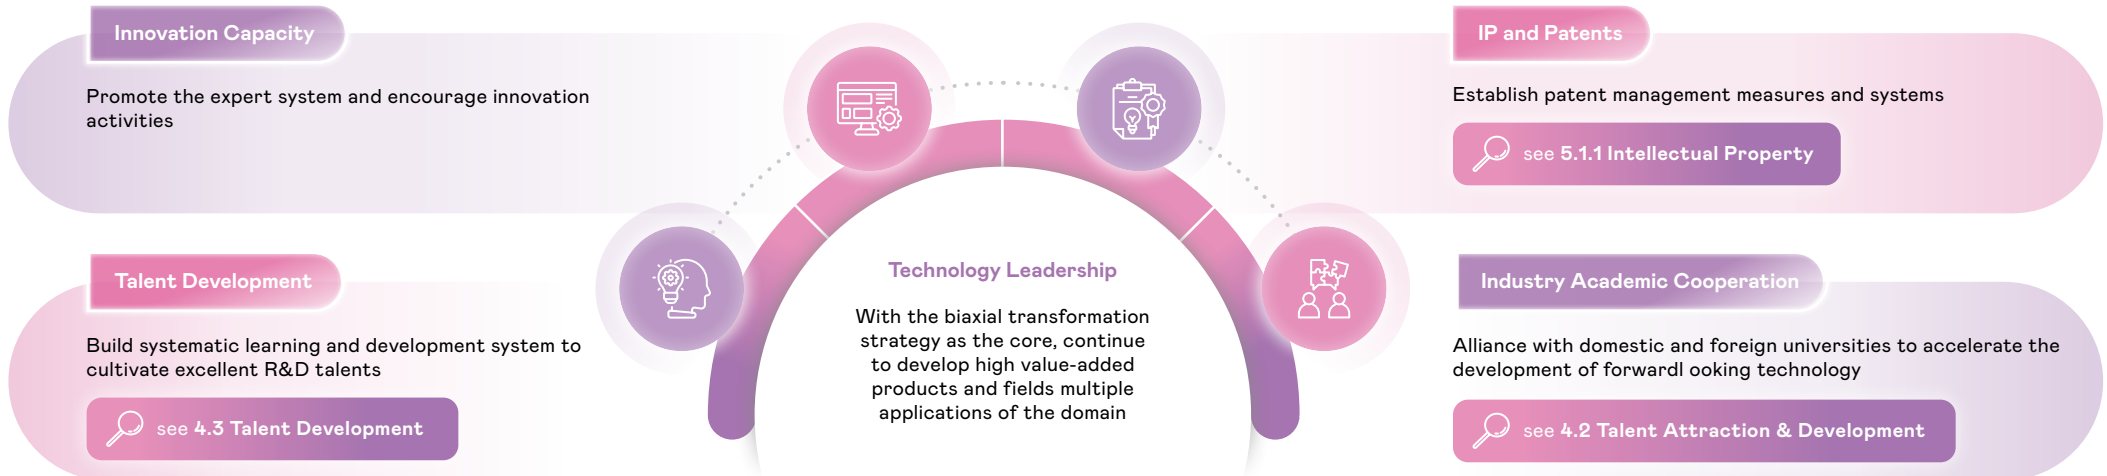 Innovation Capacity
Promote the expert system and encourage innovation
activities
Talent Development
Build systematic learning and development system to
cultivate excellent R&D talents
see 4.3 Talent Development
Technology Leadership
With the biaxial transformation
strategy as the core, continue
to develop high value-added
products and fields multiple
applications of the domain
IP and Patents
Establish patent management measures and systems
see 5.1.1 Intellectual Property
Industry Academic Cooperation
Alliance with domestic and foreign universities to accelerate the
development of forwardl ooking technology
see 4.2 Talent Attraction & Development